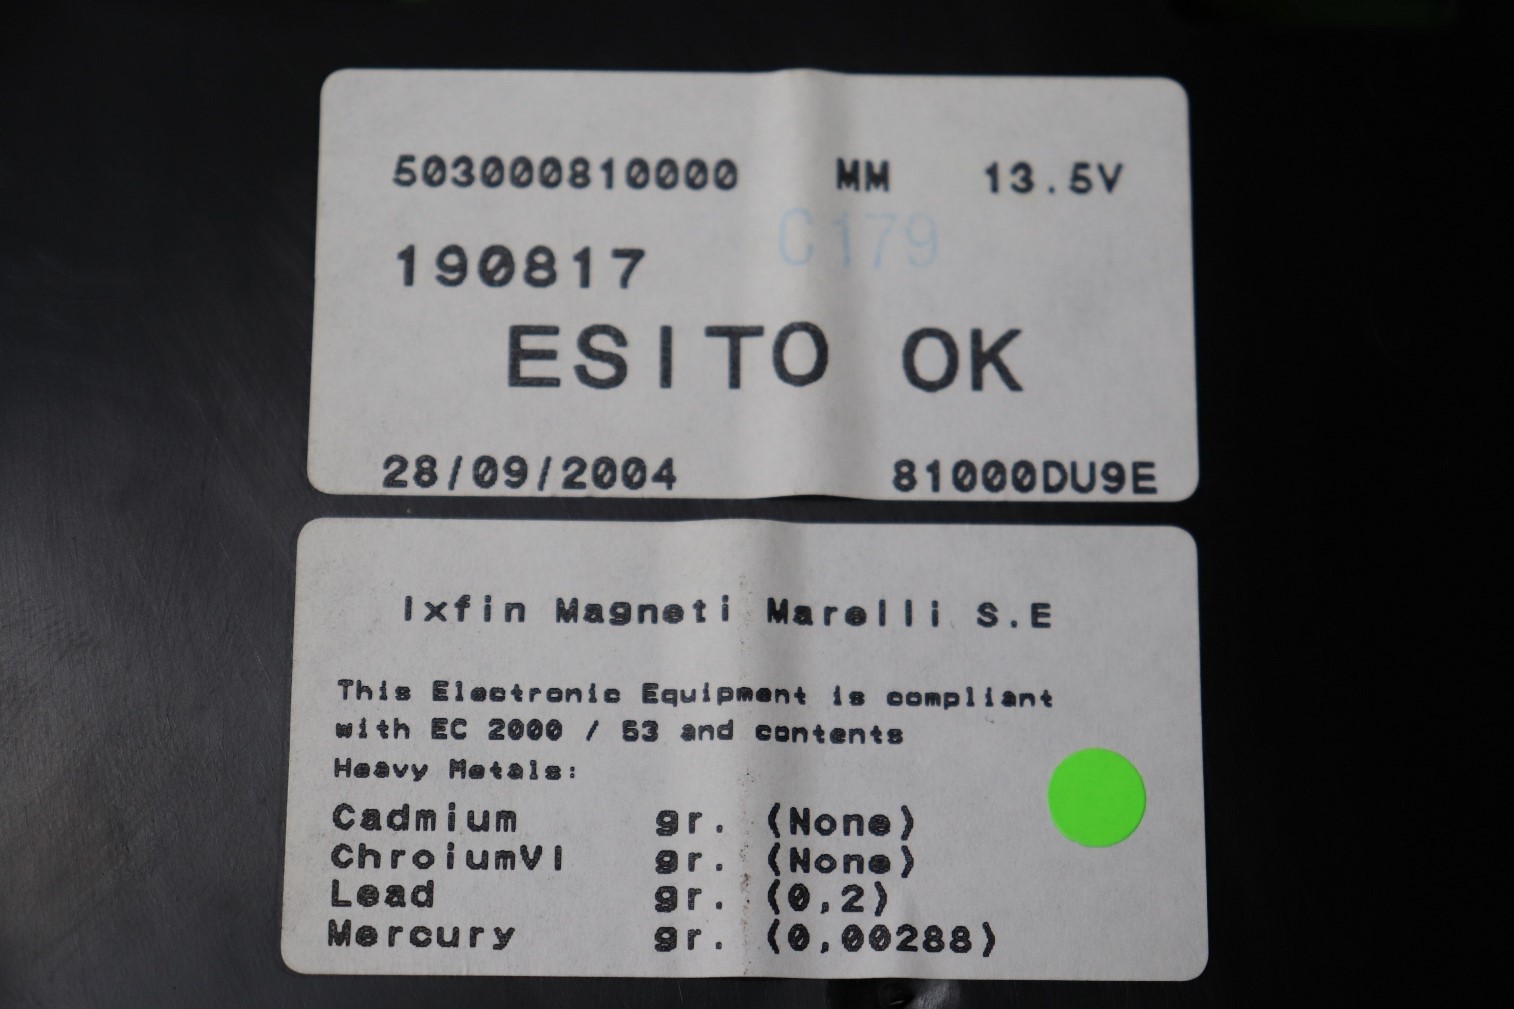 503000810000 MM 13.5V
C179
190817
ESITO OK
28/09/2004 81000DU9E
Ixfin Magneti Marelli S.E
This Electronic Equipment is compliant
with EC 2000 / 53 and contents
Heavy Metals:
Cadmium gr. (None)
ChroiumVI gr. (None)
Lead gr. (0,2)
Mercury gr. (0,00288)